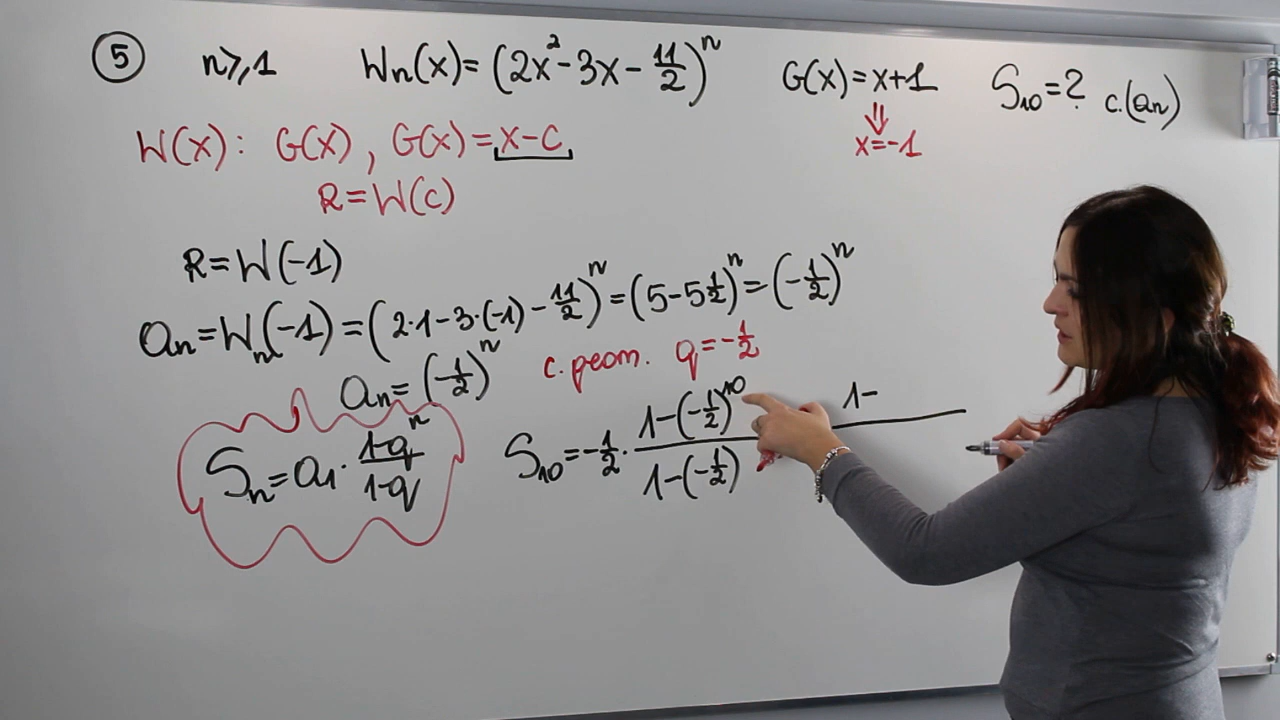 5 n⩾1 Wn(x)=(2x²-3x-11/2)ⁿ G(x)=x+1 S₁₀=? c.(an)
⇓
x=-1
W(x): G(x), G(x)=x-c
R=W(c)
R=W(-1)
an=Wn(-1)=(2·1-3·(-1)-11/2)ⁿ=(5-5 1/2)ⁿ=(-1/2)ⁿ
an=(-1/2)ⁿ c. geom. q=-1/2
Sn=a1·(1-qⁿ)/(1-q) S₁₀=-1/2·(1-(-1/2)¹⁰)/(1-(-1/2)) 1-